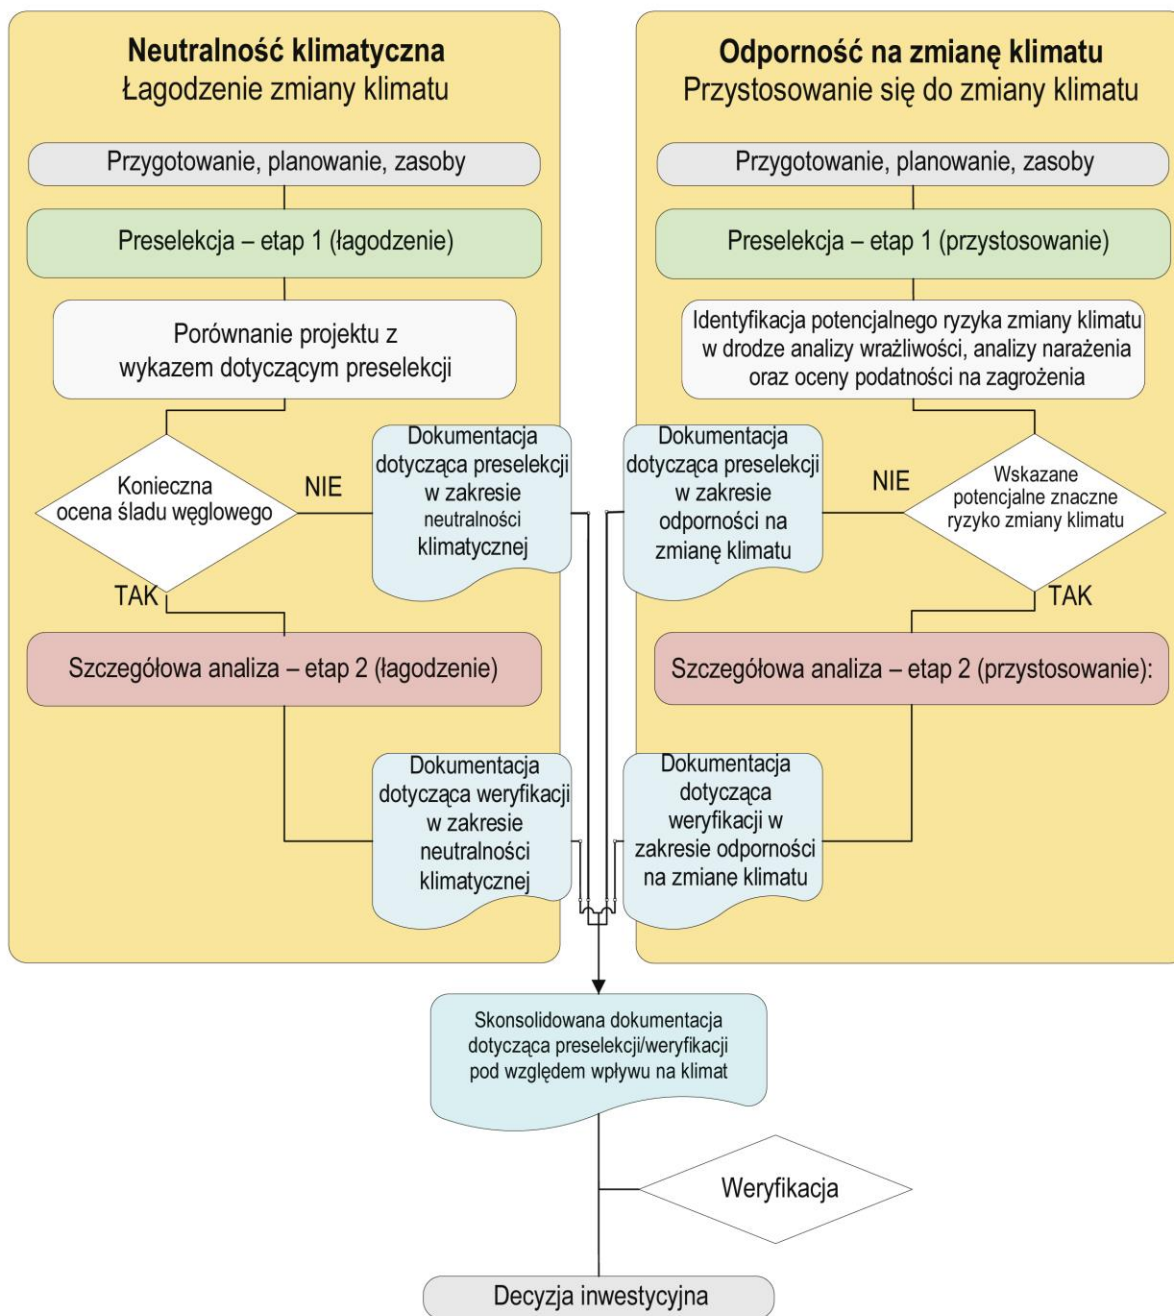 Neutralność klimatyczna
Łagodzenie zmiany klimatu
Przygotowanie, planowanie, zasoby
Preselekcja – etap 1 (łagodzenie)
Porównanie projektu z
wykazem dotyczącym preselekcji
Konieczna
ocena śladu węglowego
NIE
TAK
Dokumentacja
dotycząca preselekcji
w zakresie
neutralności
klimatycznej
Szczegółowa analiza – etap 2 (łagodzenie)
Dokumentacja
dotycząca weryfikacji
w zakresie
neutralności
klimatycznej
Odporność na zmianę klimatu
Przystosowanie się do zmiany klimatu
Przygotowanie, planowanie, zasoby
Preselekcja – etap 1 (przystosowanie)
Identyfikacja potencjalnego ryzyka zmiany klimatu
w drodze analizy wrażliwości, analizy narażenia
oraz oceny podatności na zagrożenia
Dokumentacja
dotycząca preselekcji
w zakresie
odporności na
zmianę klimatu
NIE
Wskazane
potencjalne znaczne
ryzyko zmiany klimatu
TAK
Szczegółowa analiza – etap 2 (przystosowanie):
Dokumentacja
dotycząca
weryfikacji w
zakresie odporności
na zmianę klimatu
Skonsolidowana dokumentacja
dotycząca preselekcji/weryfikacji
pod względem wpływu na klimat
Weryfikacja
Decyzja inwestycyjna